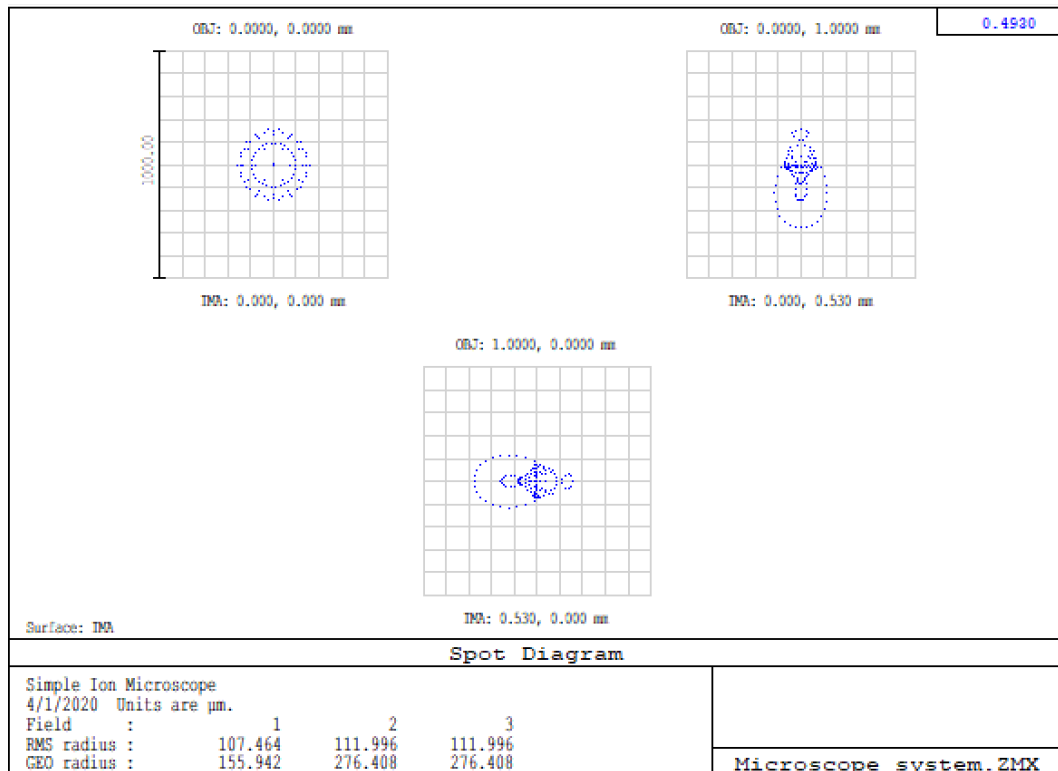 OBJ: 0.0000, 0.0000 mm
OBJ: 0.0000, 1.0000 mm
0.4930
1000.00
IMA: 0.000, 0.000 mm
IMA: 0.000, 0.530 mm
OBJ: 1.0000, 0.0000 mm
IMA: 0.530, 0.000 mm
Surface: IMA
Spot Diagram
Simple Ion Microscope
4/1/2020 Units are µm.
Field : 1 2 3
RMS radius : 107.464 111.996 111.996
GEO radius : 155.942 276.408 276.408
Microscope system.ZMX